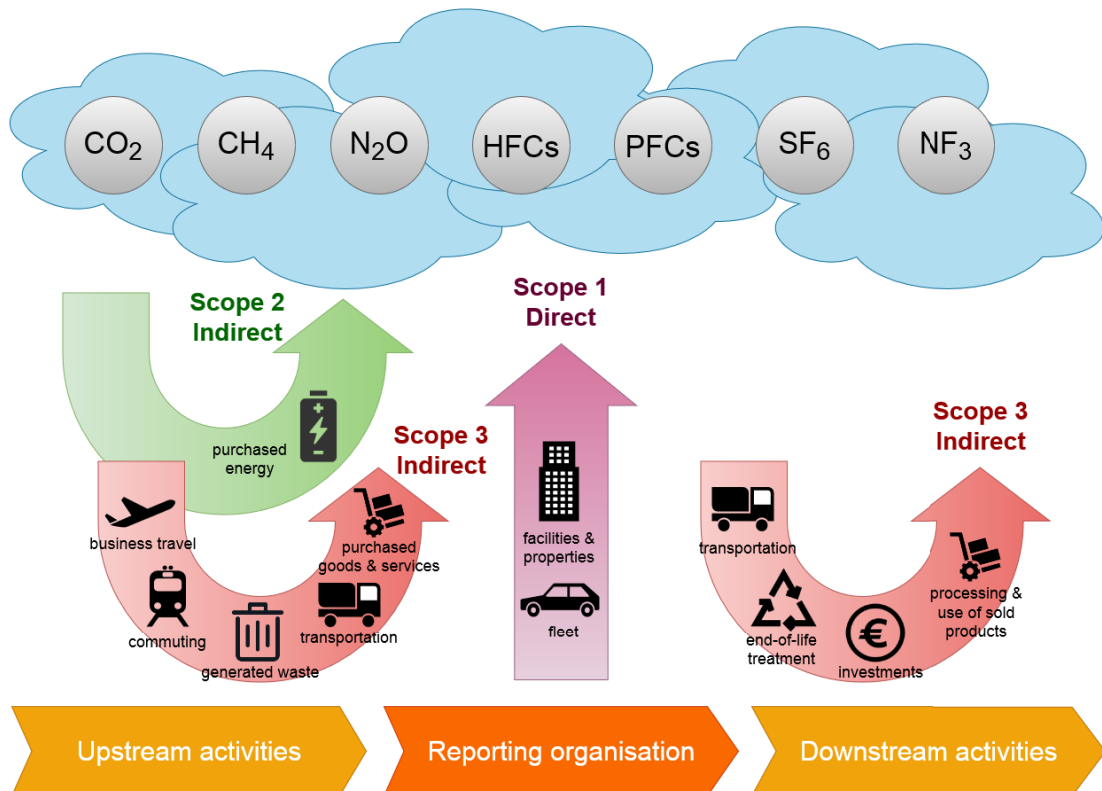 CO₂
CH₄
N₂O
HFCs
PFCs
SF₆
NF₃
Scope 2
Indirect
purchased
energy
Scope 3
Indirect
business travel
commuting
generated waste
transportation
purchased
goods & services
Scope 1
Direct
facilities &
properties
fleet
Scope 3
Indirect
transportation
end-of-life
treatment
€
investments
processing &
use of sold
products
Upstream activities
Reporting organisation
Downstream activities